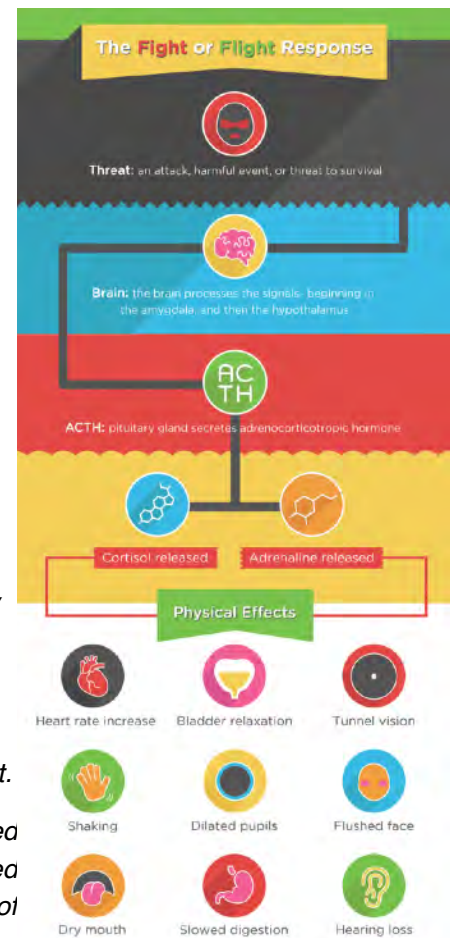 The Fight or Flight Response
Threat: an attack, harmful event, or threat to survival
Brain: the brain processes the signals- beginning in
the amygdala, and then the hypothalamus
AC
TH
ACTH: pituitary gland secretes adrenocorticotropic hormone
Cortisol released
Adrenaline released
Physical Effects
Heart rate increase
Bladder relaxation
Tunnel vision
Shaking
Dilated pupils
Flushed face
Dry mouth
Slowed digestion
Hearing loss
t.
ed
ed
of